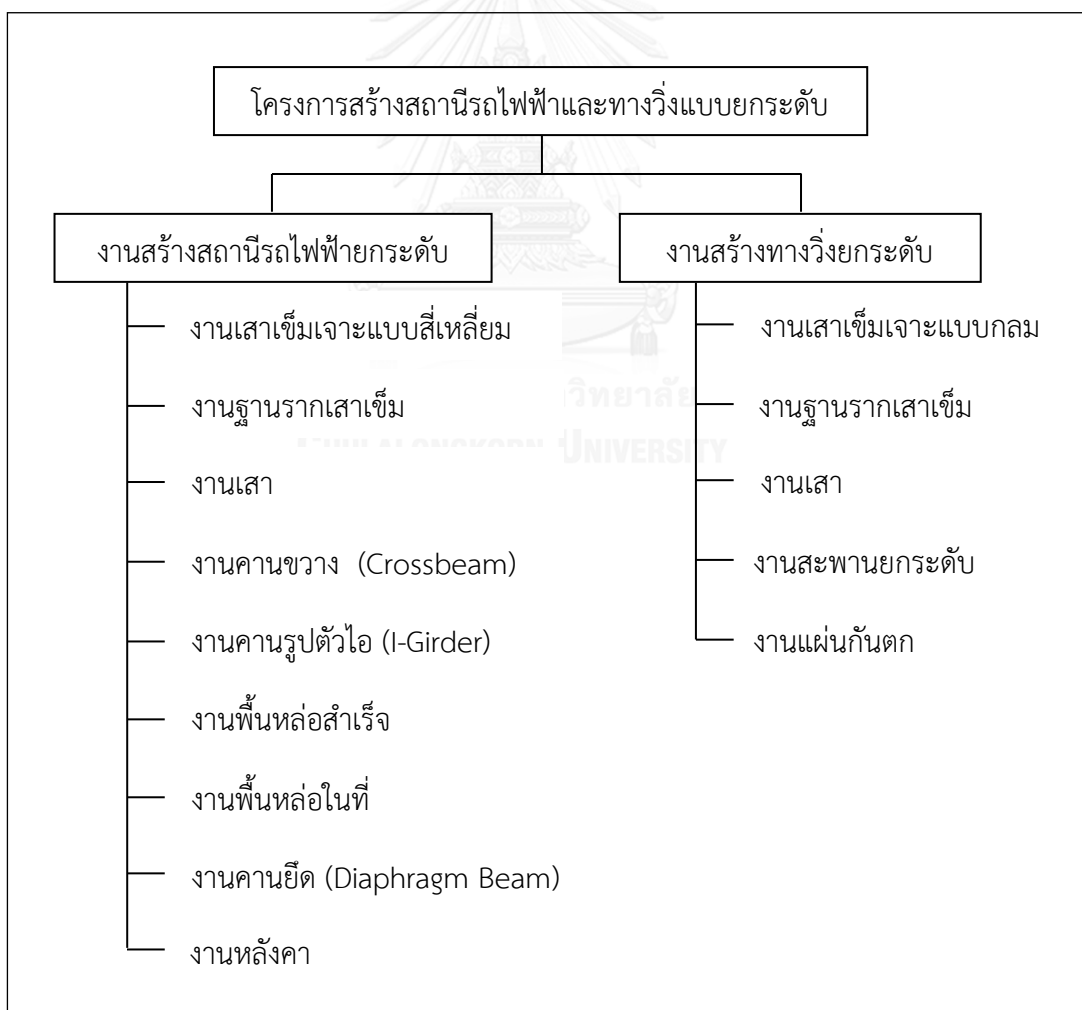 โครงการสร้างสถานีรถไฟฟ้าและทางวิ่งแบบยกระดับ
งานสร้างสถานีรถไฟฟ้ายกระดับ
งานเสาเข็มเจาะแบบสี่เหลี่ยม
งานฐานรากเสาเข็ม
งานเสา
งานคานขวาง (Crossbeam)
งานคานรูปตัวไอ (I-Girder)
งานพื้นหล่อสำเร็จ
งานพื้นหล่อในที่
งานคานยึด (Diaphragm Beam)
งานหลังคา
งานสร้างทางวิ่งยกระดับ
งานเสาเข็มเจาะแบบกลม
งานฐานรากเสาเข็ม
งานเสา
งานสะพานยกระดับ
งานแผ่นกันตก
วิทยาลัย
UNIVERSITY